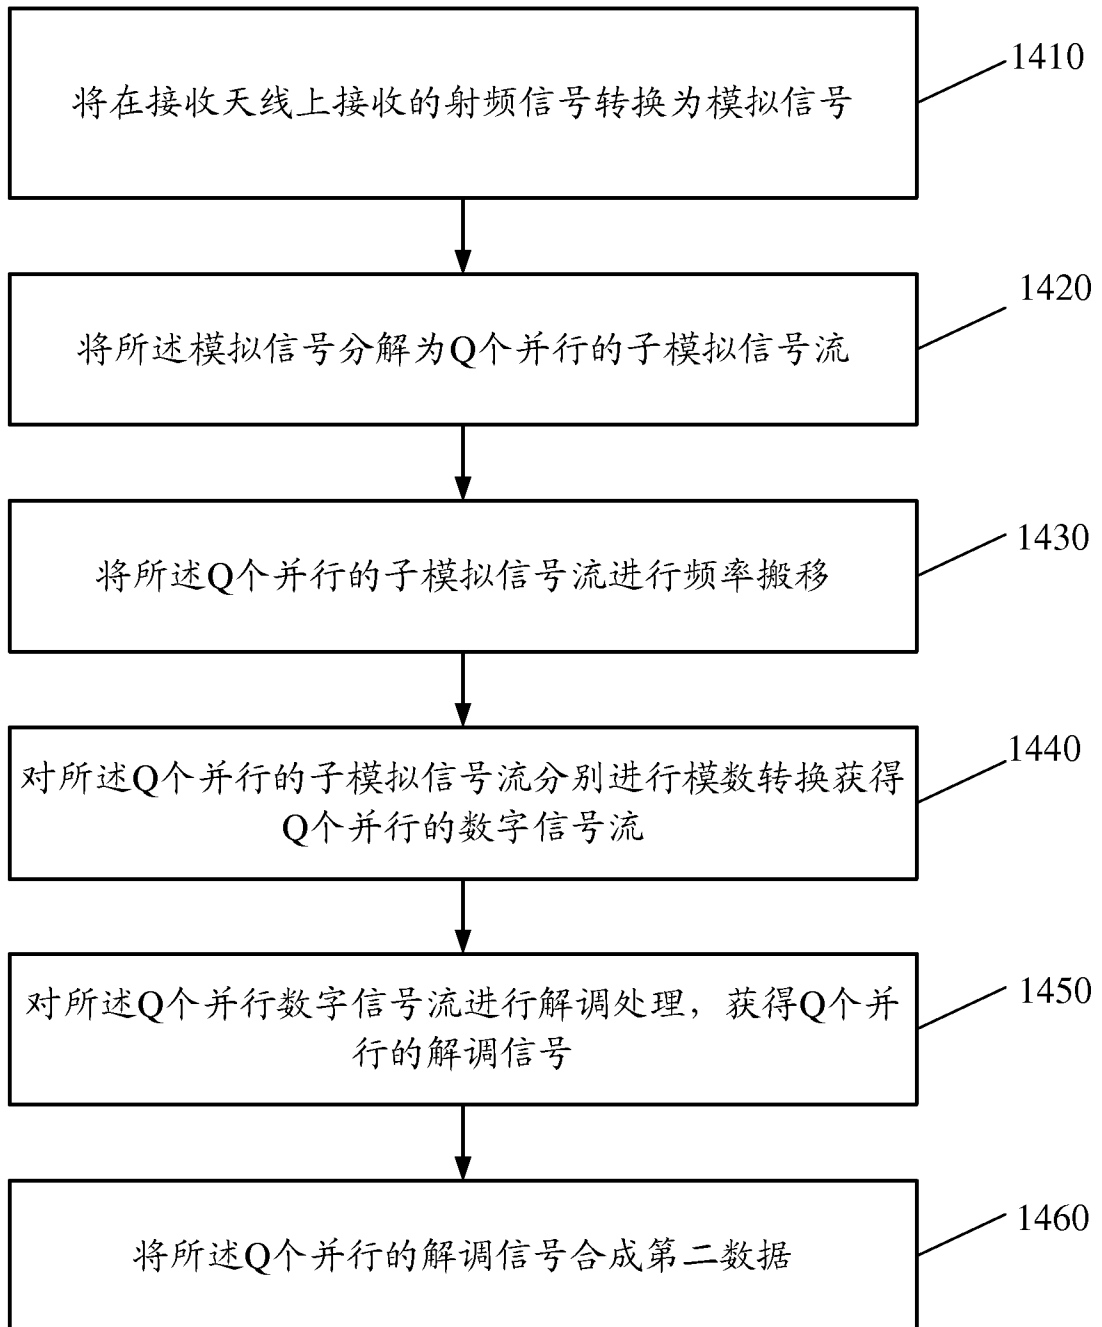 将在接收天线上接收的射频信号转换为模拟信号
1410
将所述模拟信号分解为Q个并行的子模拟信号流
1420
将所述Q个并行的子模拟信号流进行频率搬移
1430
对所述Q个并行的子模拟信号流分别进行模数转换获得
Q个并行的数字信号流
1440
对所述Q个并行数字信号流进行解调处理，获得Q个并
行的解调信号
1450
将所述Q个并行的解调信号合成第二数据
1460